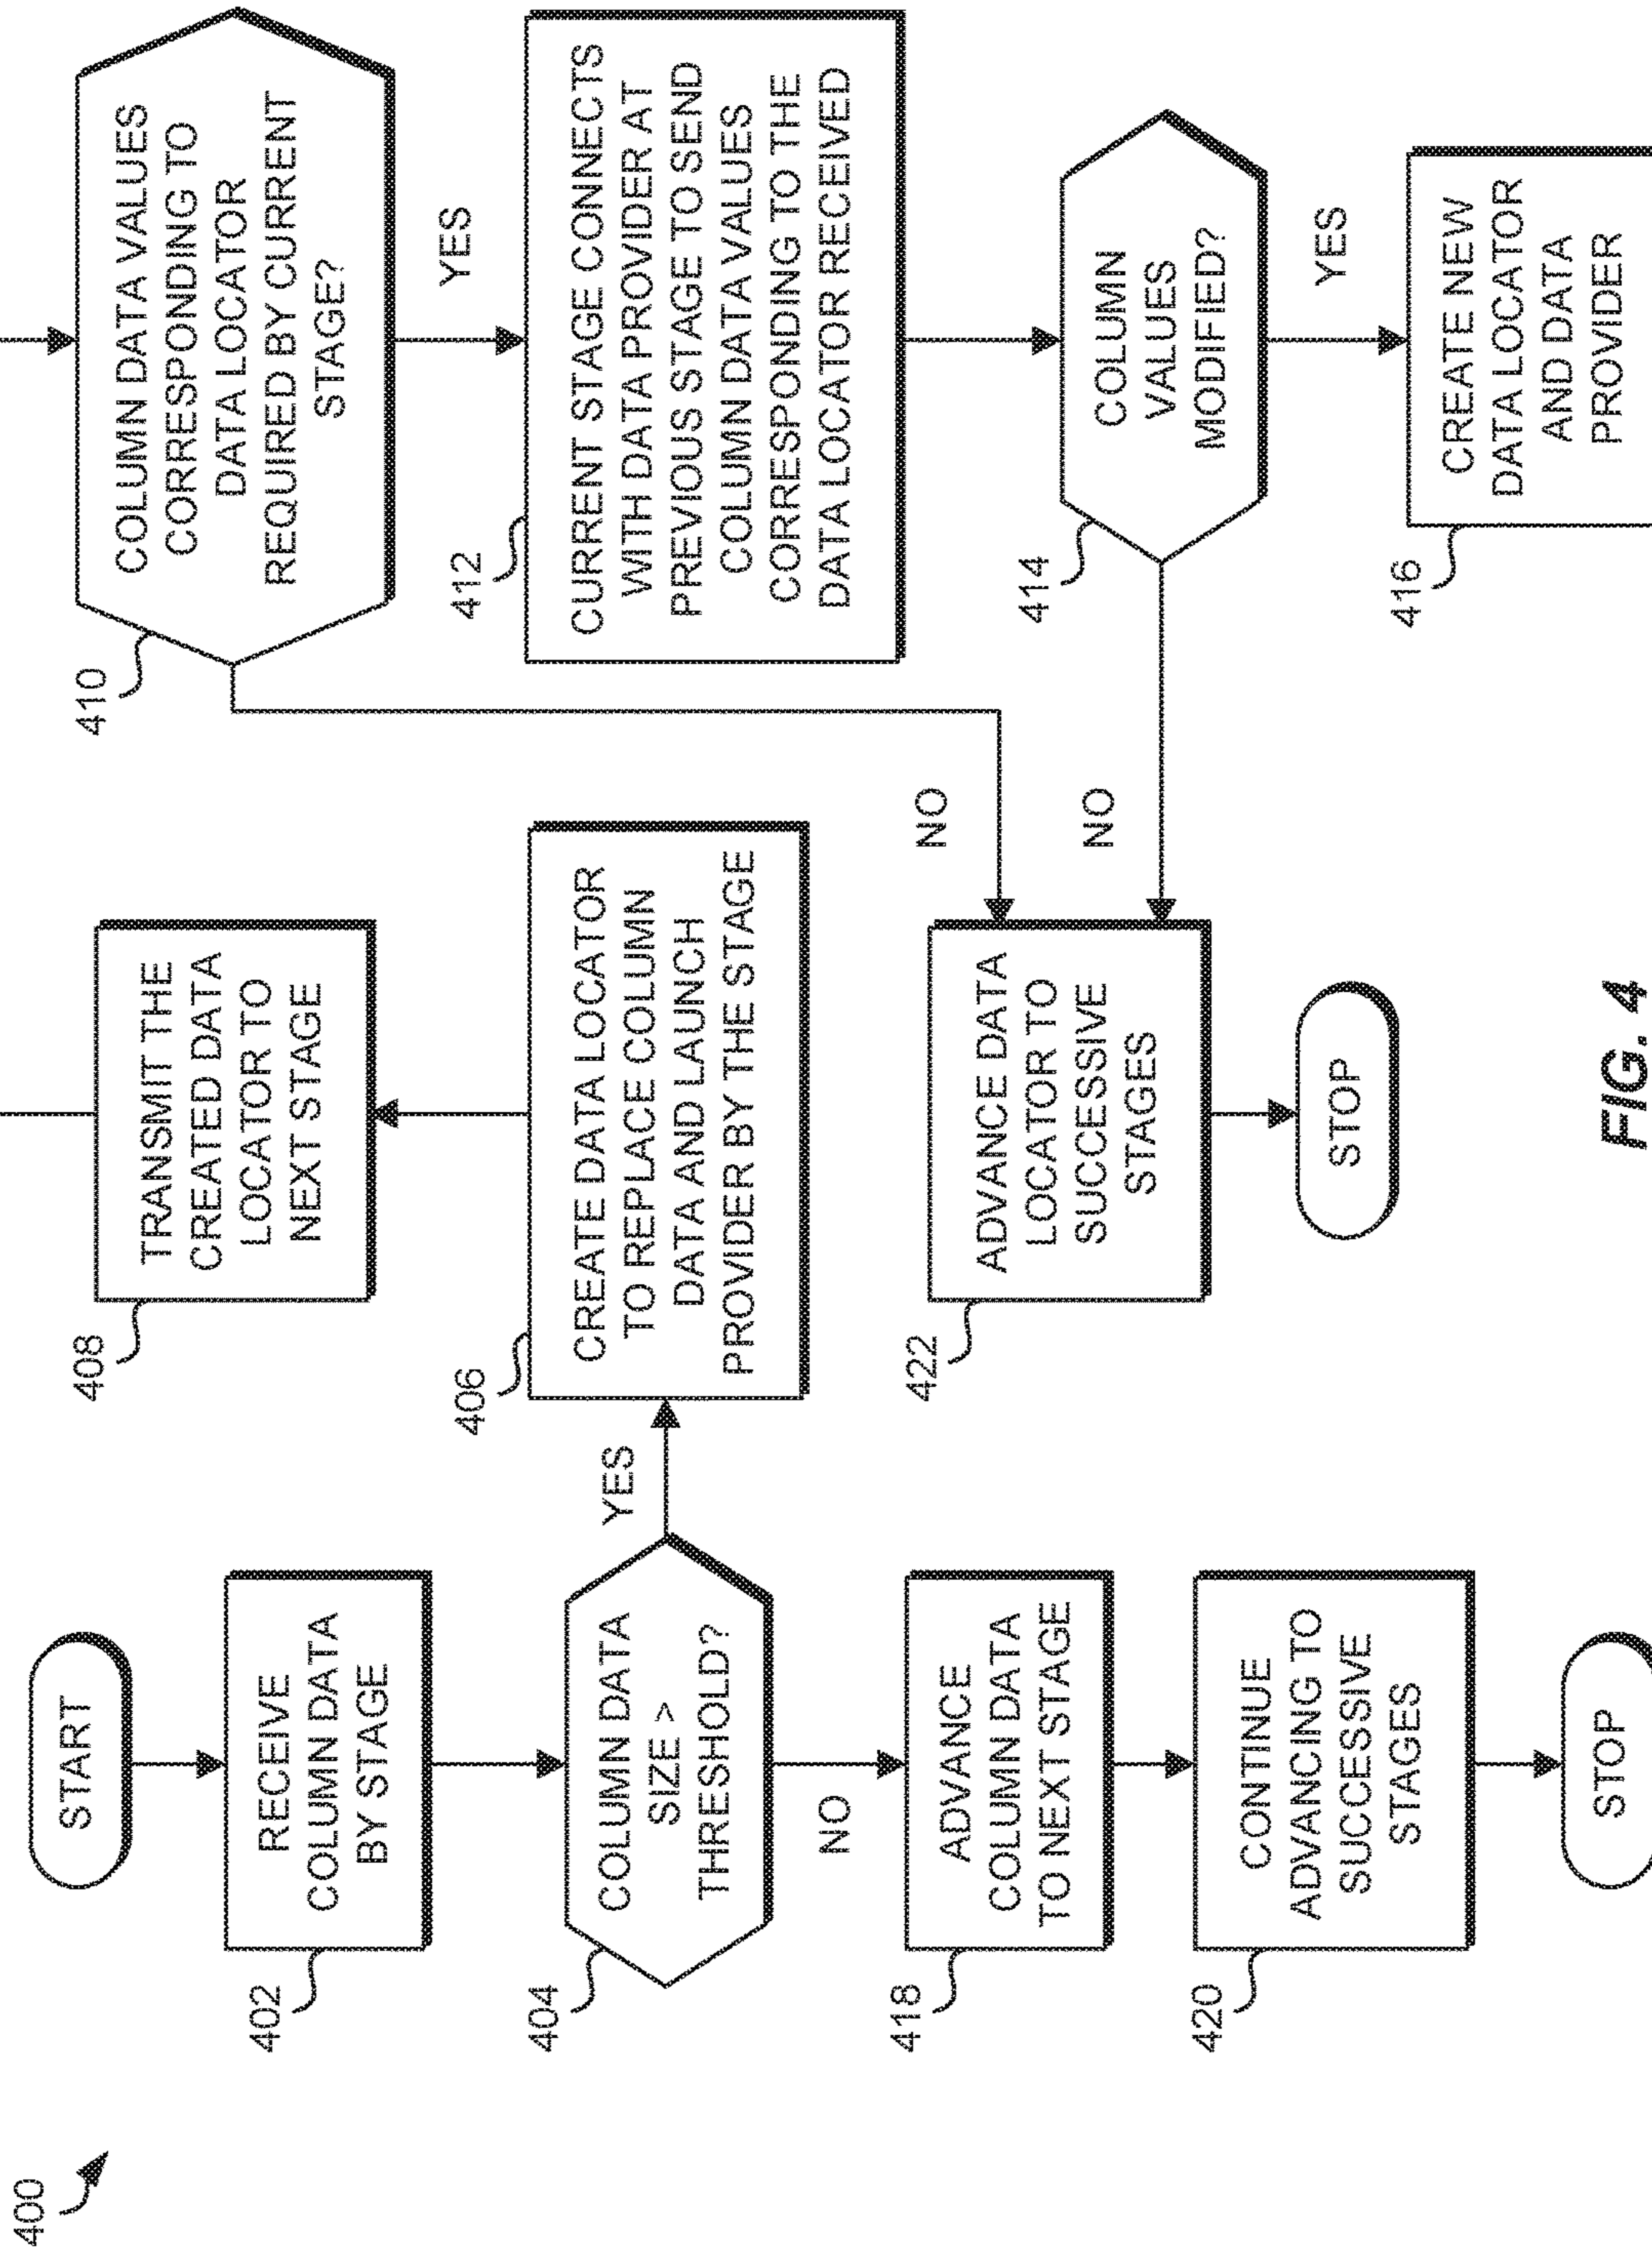 400
START
402
RECEIVE
COLUMN DATA
BY STAGE
404
COLUMN DATA
SIZE >
THRESHOLD?
YES
NO
418
ADVANCE
COLUMN DATA
TO NEXT STAGE
420
CONTINUE
ADVANCING TO
SUCCESSIVE
STAGES
STOP
408
TRANSMIT THE
CREATED DATA
LOCATOR TO
NEXT STAGE
406
CREATE DATA LOCATOR
TO REPLACE COLUMN
DATA AND LAUNCH
PROVIDER BY THE STAGE
422
ADVANCE DATA
LOCATOR TO
SUCCESSIVE
STAGES
STOP
410
COLUMN DATA VALUES
CORRESPONDING TO
DATA LOCATOR
REQUIRED BY CURRENT
STAGE?
YES
NO
412
CURRENT STAGE CONNECTS
WITH DATA PROVIDER AT
PREVIOUS STAGE TO SEND
COLUMN DATA VALUES
CORRESPONDING TO THE
DATA LOCATOR RECEIVED
414
COLUMN
VALUES
MODIFIED?
NO
YES
416
CREATE NEW
DATA LOCATOR
AND DATA
PROVIDER
FIG. 4